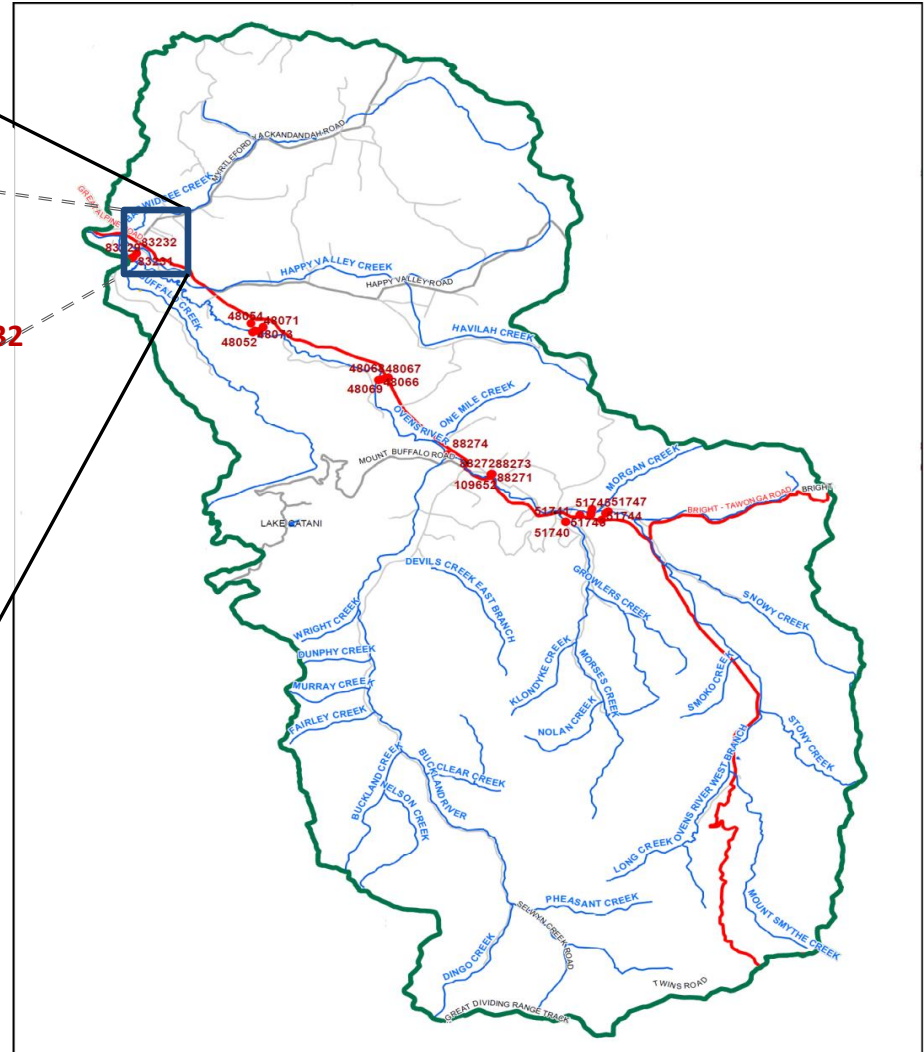 MYRTLEFORD YACKANDANDAH ROAD
BARWIDGEE CREEK
GREAT ALPINE ROAD
83232
83231
32
BUFFALO CREEK
HAPPY VALLEY CREEK
HAPPY VALLEY ROAD
HAVILAH CREEK
48054
48071
48073
48052
48067
48066
48069
OVENS RIVER
ONE MILE CREEK
MOUNT BUFFALO ROAD
88274
88273
88271
109652
MORGAN CREEK
51747
51744
51740
BRIGHT - TAWONGA ROAD
BRIGHT
LAKE CATANI
DEVILS CREEK EAST BRANCH
GROWLERS CREEK
SNOWY CREEK
WRIGHT CREEK
DUNPHY CREEK
MURRAY CREEK
FAIRLEY CREEK
KLONDYKE CREEK
MORSES CREEK
NOLAN CREEK
SMOKO CREEK
STONY CREEK
BUCKLAND CREEK
BUCKLAND RIVER
CLEAR CREEK
NELSON CREEK
OVENS RIVER WEST BRANCH
LONG CREEK
MOUNT SMYTHE CREEK
PHEASANT CREEK
SELWYN CREEK ROAD
DINGO CREEK
TWINS ROAD
GREAT DIVIDING RANGE TRACK